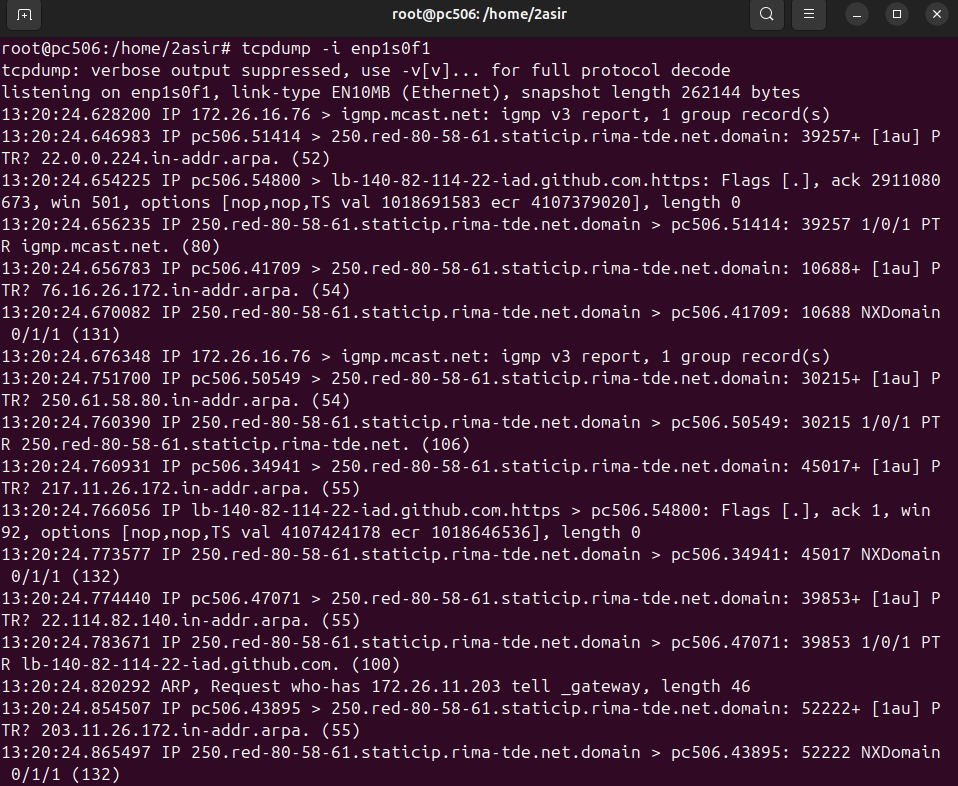 root@pc506: /home/2asir
root@pc506:/home/2asir# tcpdump -i enp1s0f1
tcpdump: verbose output suppressed, use -v[v]... for full protocol decode
listening on enp1s0f1, link-type EN10MB (Ethernet), snapshot length 262144 bytes
13:20:24.628200 IP 172.26.16.76 > igmp.mcast.net: igmp v3 report, 1 group record(s)
13:20:24.646983 IP pc506.51414 > 250.red-80-58-61.staticip.rima-tde.net.domain: 39257+ [1au] P
TR? 22.0.0.224.in-addr.arpa. (52)
13:20:24.654225 IP pc506.54800 > lb-140-82-114-22-iad.github.com.https: Flags [.], ack 2911080
673, win 501, options [nop,nop,TS val 1018691583 ecr 4107379020], length 0
13:20:24.656235 IP 250.red-80-58-61.staticip.rima-tde.net.domain > pc506.51414: 39257 1/0/1 PT
R igmp.mcast.net. (80)
13:20:24.656783 IP pc506.41709 > 250.red-80-58-61.staticip.rima-tde.net.domain: 10688+ [1au] P
TR? 76.16.26.172.in-addr.arpa. (54)
13:20:24.670082 IP 250.red-80-58-61.staticip.rima-tde.net.domain > pc506.41709: 10688 NXDomain
 0/1/1 (131)
13:20:24.676348 IP 172.26.16.76 > igmp.mcast.net: igmp v3 report, 1 group record(s)
13:20:24.751700 IP pc506.50549 > 250.red-80-58-61.staticip.rima-tde.net.domain: 30215+ [1au] P
TR? 250.61.58.80.in-addr.arpa. (54)
13:20:24.760390 IP 250.red-80-58-61.staticip.rima-tde.net.domain > pc506.50549: 30215 1/0/1 PT
R 250.red-80-58-61.staticip.rima-tde.net. (106)
13:20:24.760931 IP pc506.34941 > 250.red-80-58-61.staticip.rima-tde.net.domain: 45017+ [1au] P
TR? 217.11.26.172.in-addr.arpa. (55)
13:20:24.766056 IP lb-140-82-114-22-iad.github.com.https > pc506.54800: Flags [.], ack 1, win
92, options [nop,nop,TS val 4107424178 ecr 1018646536], length 0
13:20:24.773577 IP 250.red-80-58-61.staticip.rima-tde.net.domain > pc506.34941: 45017 NXDomain
 0/1/1 (132)
13:20:24.774440 IP pc506.47071 > 250.red-80-58-61.staticip.rima-tde.net.domain: 39853+ [1au] P
TR? 22.114.82.140.in-addr.arpa. (55)
13:20:24.783671 IP 250.red-80-58-61.staticip.rima-tde.net.domain > pc506.47071: 39853 1/0/1 PT
R lb-140-82-114-22-iad.github.com. (100)
13:20:24.820292 ARP, Request who-has 172.26.11.203 tell _gateway, length 46
13:20:24.854507 IP pc506.43895 > 250.red-80-58-61.staticip.rima-tde.net.domain: 52222+ [1au] P
TR? 203.11.26.172.in-addr.arpa. (55)
13:20:24.865497 IP 250.red-80-58-61.staticip.rima-tde.net.domain > pc506.43895: 52222 NXDomain
 0/1/1 (132)